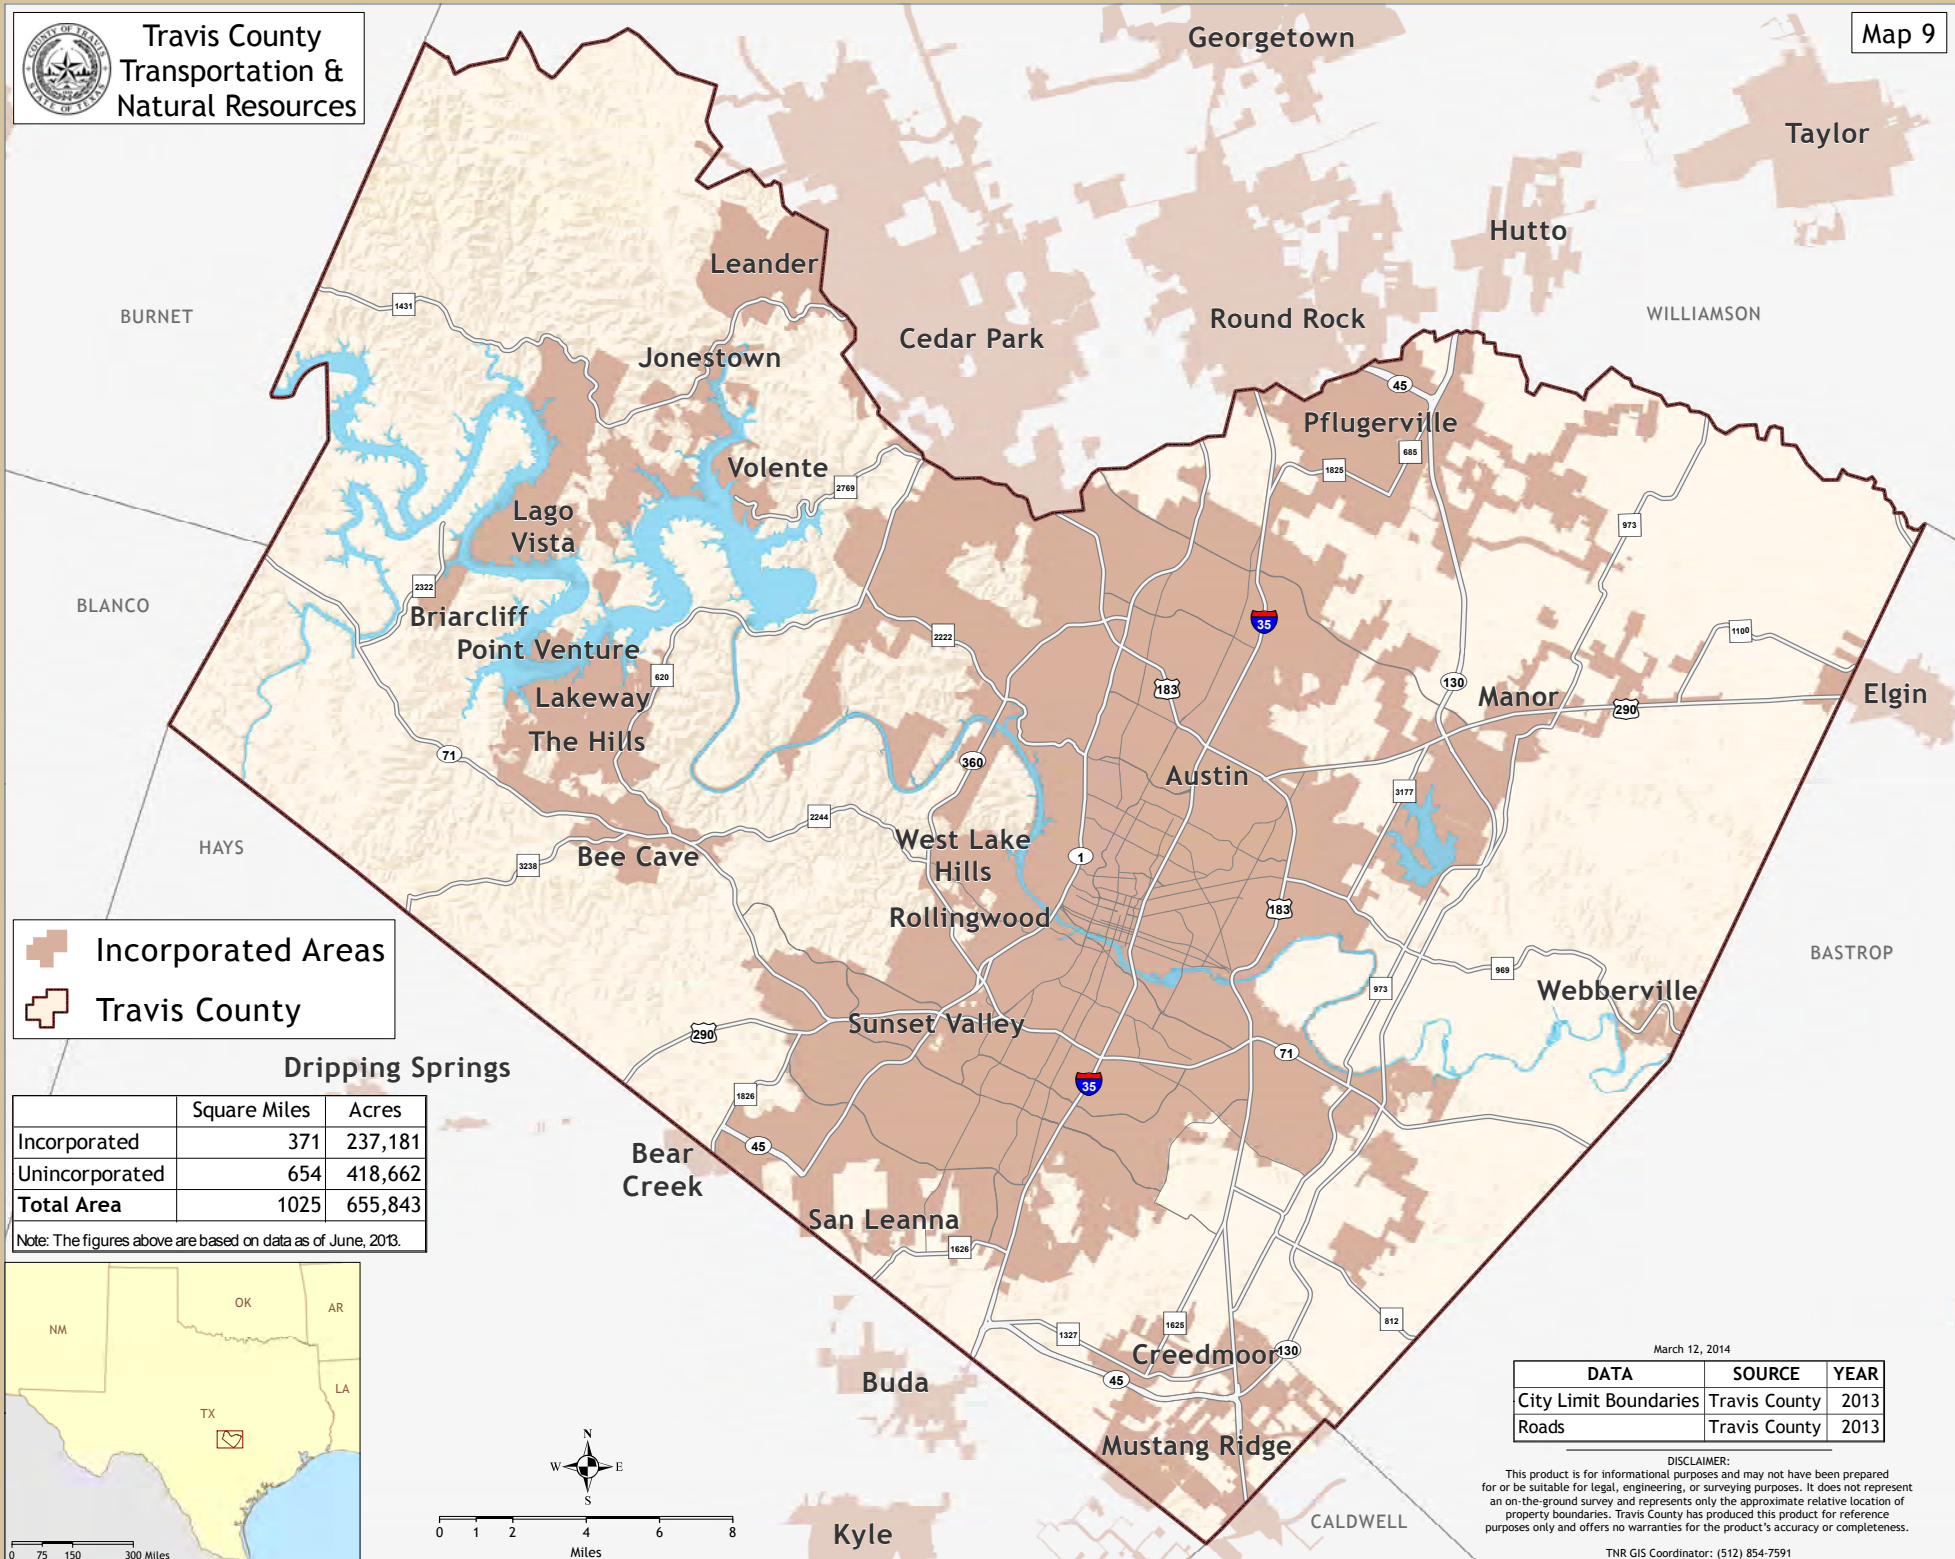 Travis County
Transportation &
Natural Resources
COUNTY OF TRAVIS
STATE OF TEXAS
Map 9
Georgetown
Taylor
Hutto
Leander
BURNET
1431
Cedar Park
Round Rock
WILLIAMSON
Jonestown
45
Pflugerville
685
1825
Volente
2769
Lago
Vista
973
2322
BLANCO
Briarcliff
35
1100
2222
Point Venture
620
183
130
Manor
Elgin
Lakeway
290
The Hills
71
360
Austin
3177
2244
HAYS
West Lake
Hills
1
Bee Cave
3238
Rollingwood
183
Incorporated Areas
Travis County
BASTROP
969
973
Webberville
Sunset Valley
290
71
Dripping Springs
35
1826
45
Bear
Creek
Square Miles Acres
Incorporated 371 237,181
Unincorporated 654 418,662
Total Area 1025 655,843
Note: The figures above are based on data as of June, 2013.
San Leanna
1626
812
1327
1625
Creedmoor
130
45
Buda
Mustang Ridge
Kyle
CALDWELL
NM
OK
AR
LA
TX
0 75 150 300 Miles
N
W E
S
0 1 2 4 6 8
Miles
March 12, 2014
DATA SOURCE YEAR
City Limit Boundaries Travis County 2013
Roads Travis County 2013
DISCLAIMER:
This product is for informational purposes and may not have been prepared
for or be suitable for legal, engineering, or surveying purposes. It does not represent
an on-the-ground survey and represents only the approximate relative location of
property boundaries. Travis County has produced this product for reference
purposes only and offers no warranties for the product's accuracy or completeness.
TNR GIS Coordinator: (512) 854-7591